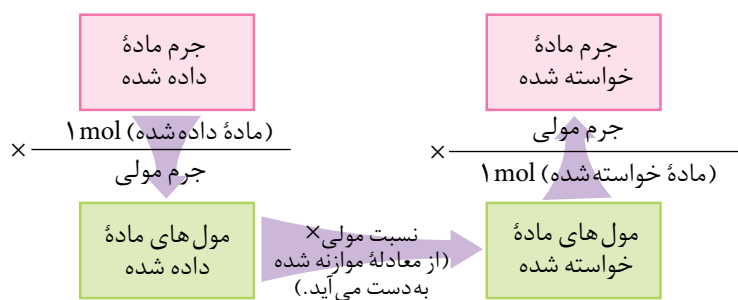 جرم مادهٔ
داده شده
جرم مادهٔ
خواسته شده
× ۱mol (مادهٔ داده شده)
جرم مولی
× جرم مولی
۱mol (مادهٔ خواسته شده)
مول‌های مادهٔ
داده شده
نسبت مولی×
(از معادلهٔ موازنه شده
به‌دست می‌آید.)
مول‌های مادهٔ
خواسته شده